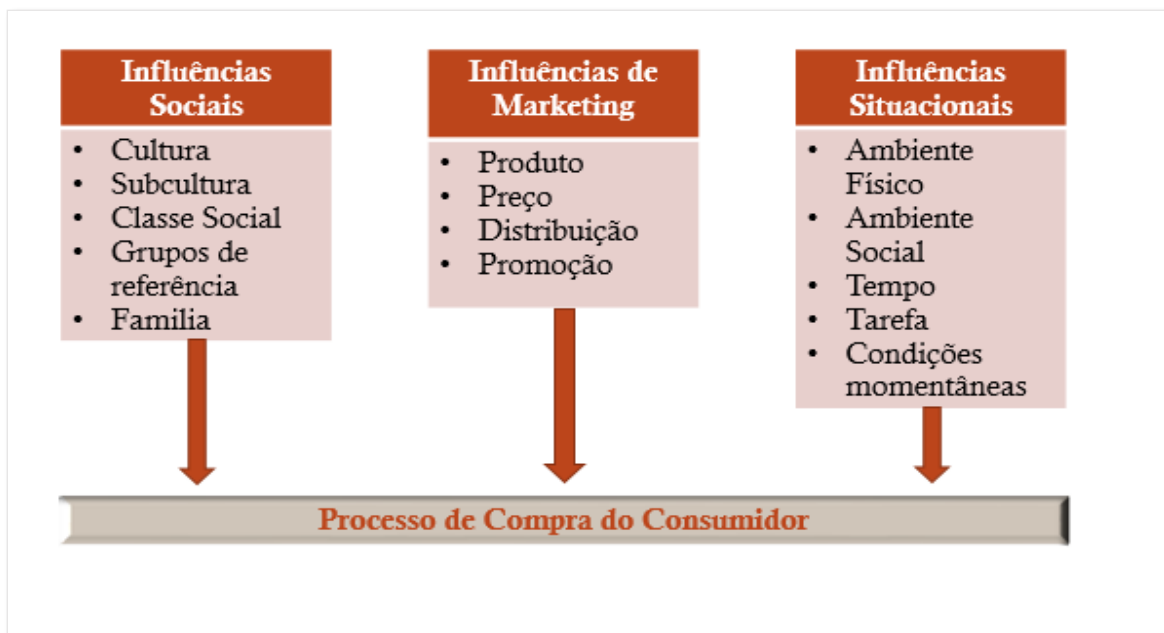 Influências
Sociais
• Cultura
• Subcultura
• Classe Social
• Grupos de
referência
• Familia
Influências de
Marketing
• Produto
• Preço
• Distribuição
• Promoção
Influências
Situacionais
• Ambiente
Físico
• Ambiente
Social
• Tempo
• Tarefa
• Condições
momentâneas
Processo de Compra do Consumidor